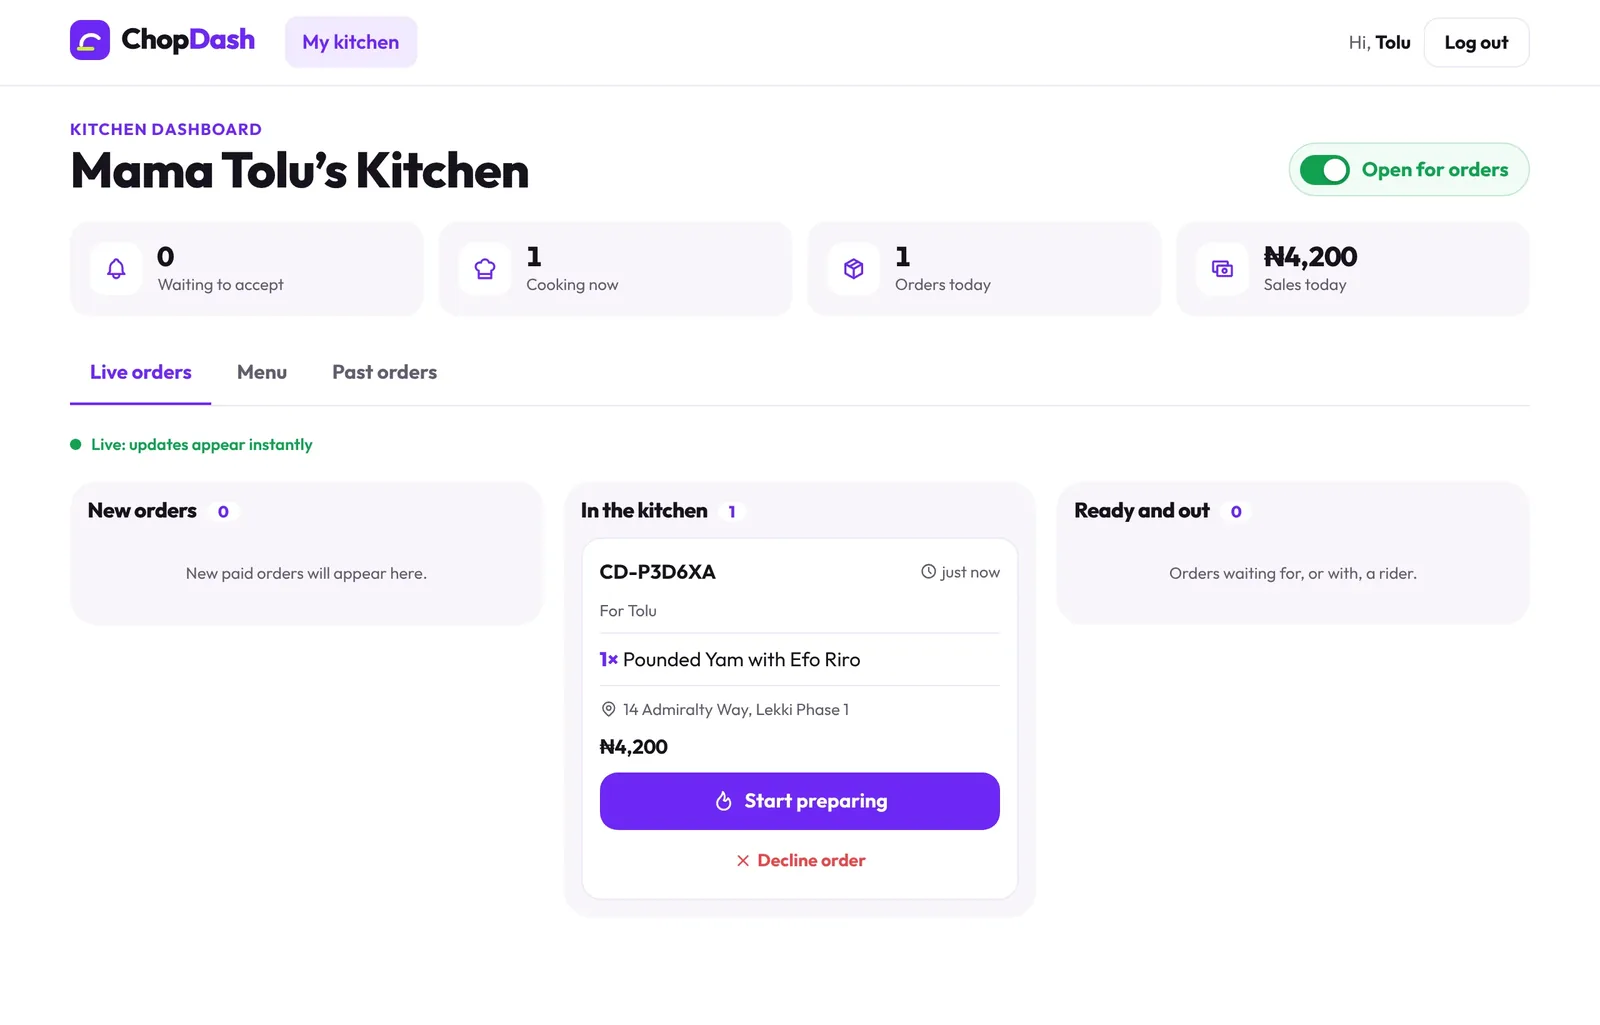 ChopDash
My kitchen
Hi, Tolu
Log out
KITCHEN DASHBOARD
Mama Tolu’s Kitchen
Open for orders
0
Waiting to accept
1
Cooking now
1
Orders today
₦4,200
Sales today
Live orders
Menu
Past orders
Live: updates appear instantly
New orders 0
New paid orders will appear here.
In the kitchen 1
CD-P3D6XA
just now
For Tolu
1× Pounded Yam with Efo Riro
14 Admiralty Way, Lekki Phase 1
₦4,200
Start preparing
Decline order
Ready and out 0
Orders waiting for, or with, a rider.